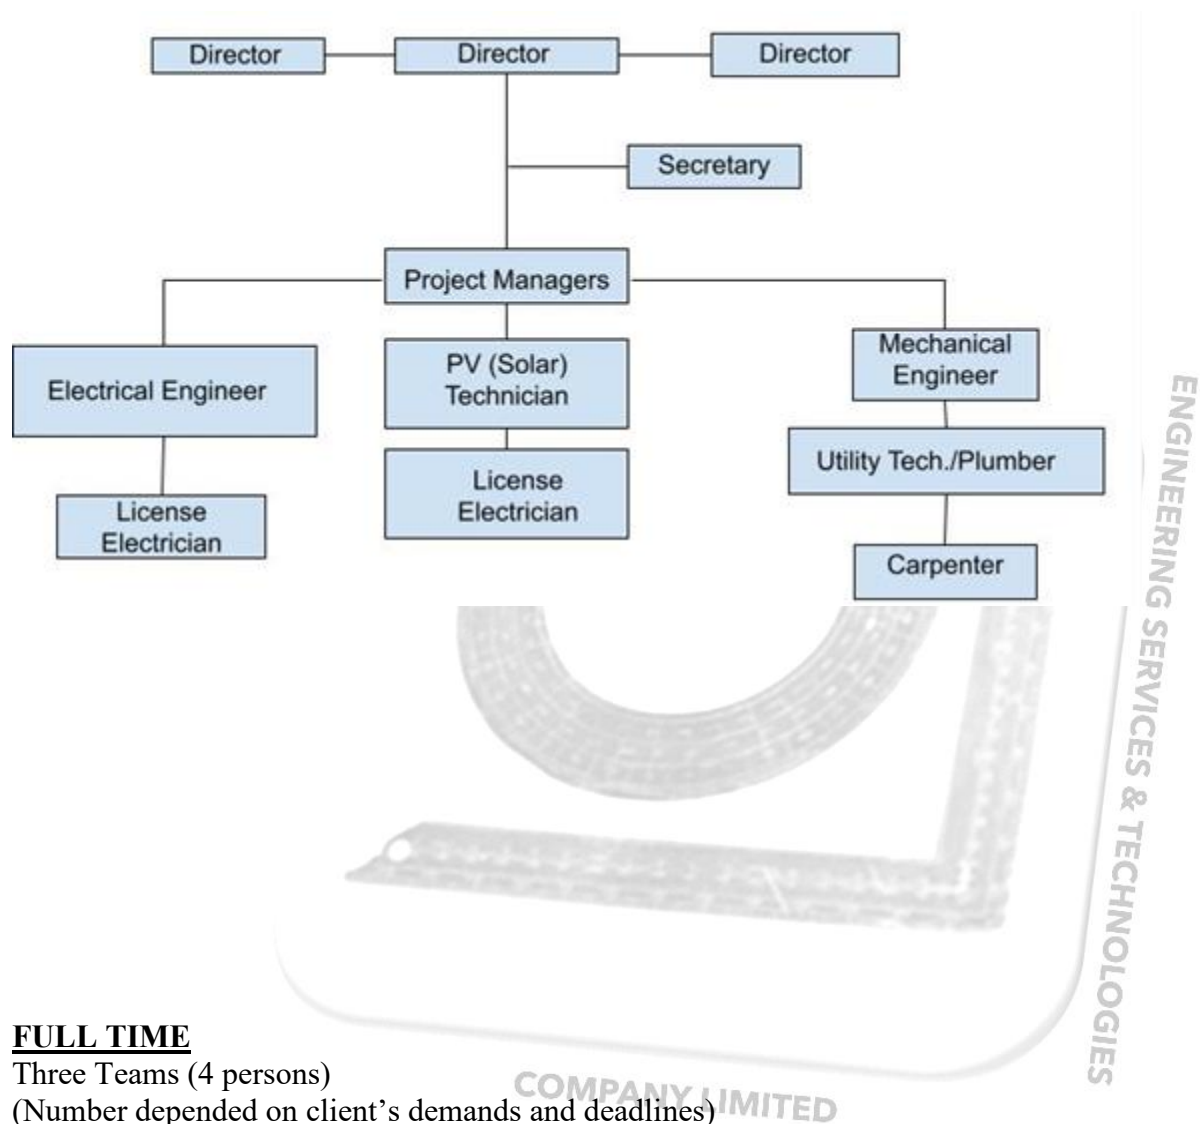 Director
Director
Director
Secretary
Project Managers
Electrical Engineer
License
Electrician
PV (Solar)
Technician
License
Electrician
Mechanical
Engineer
Utility Tech./Plumber
Carpenter
ENGINEERING SERVICES & TECHNOLOGIES
COMPANY LIMITED
FULL TIME
Three Teams (4 persons)
(Number depended on client’s demands and deadlines)